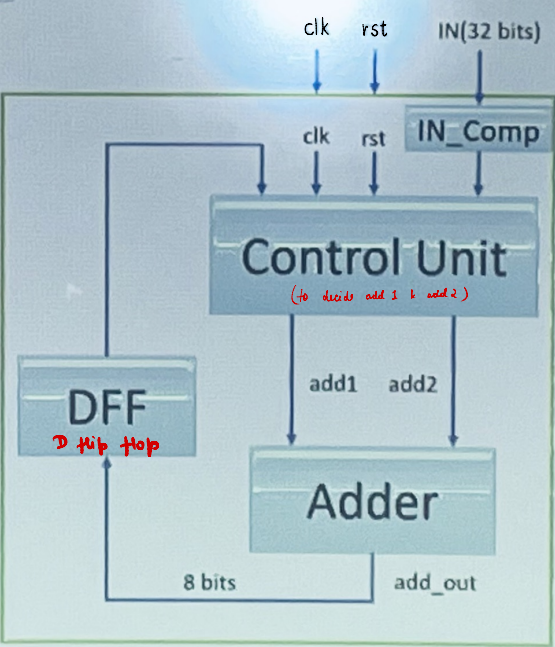 clk rst IN(32 bits)
clk rst IN_Comp
Control Unit
(to decide add 1 & add 2)
add1 add2
DFF
D flip flop
Adder
8 bits add_out